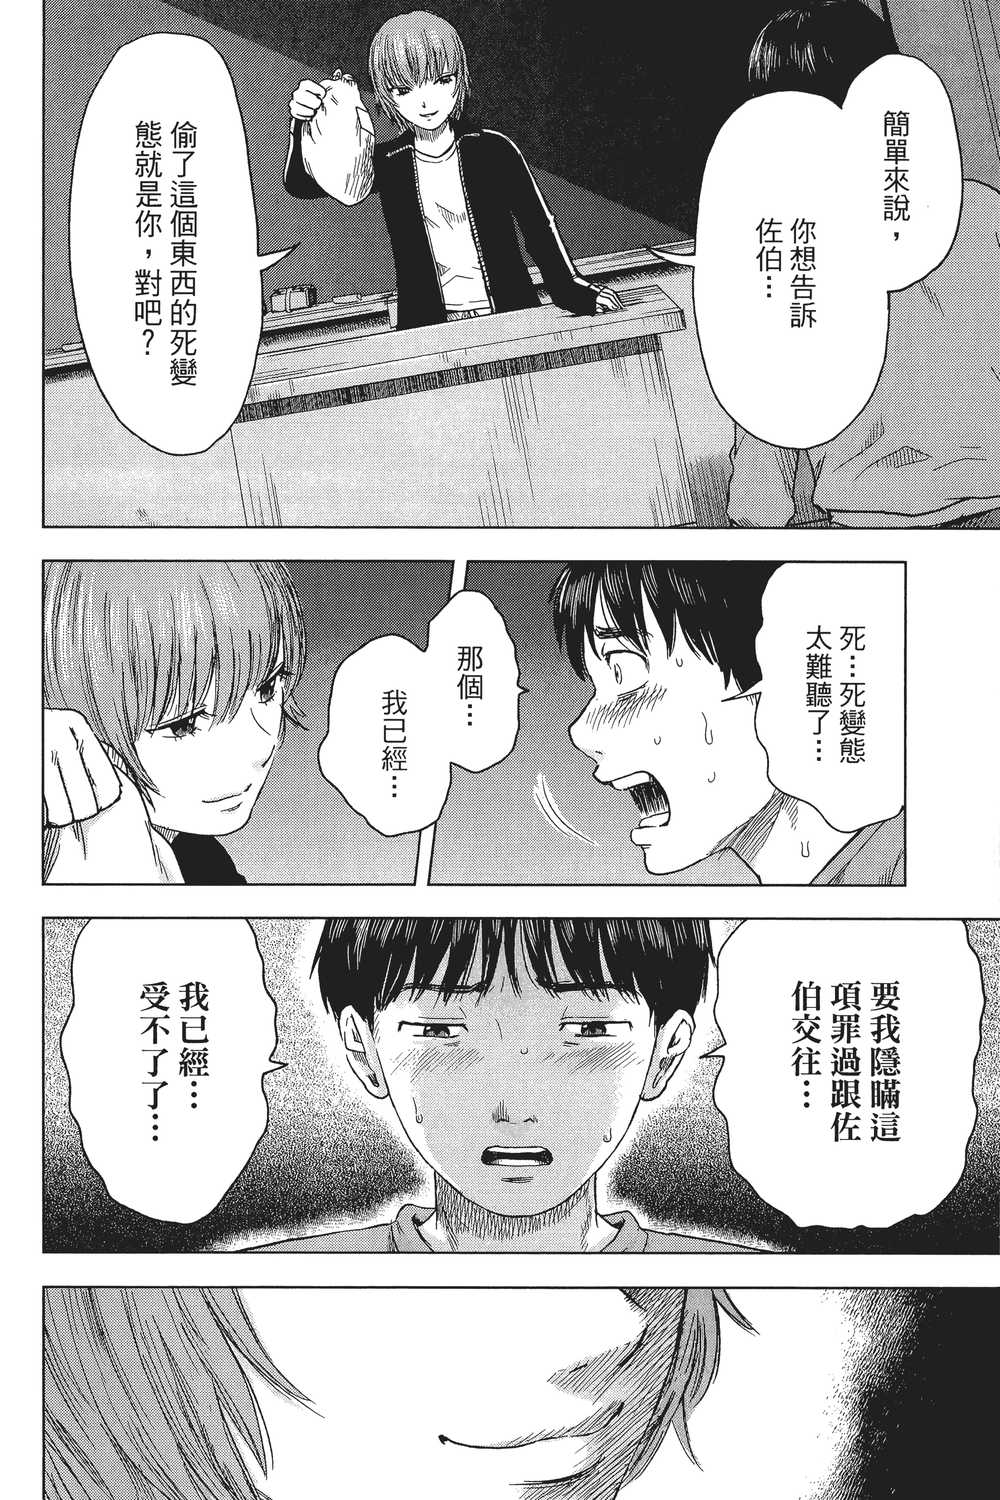 簡單來說，
你想告訴
佐伯…
偷了這個東西的死變
態就是你，對吧？
死…死變態
太難聽了…
那個…
我已經…
要我隱瞞這
項罪過跟佐
伯交往…
我已經…
受不了了…